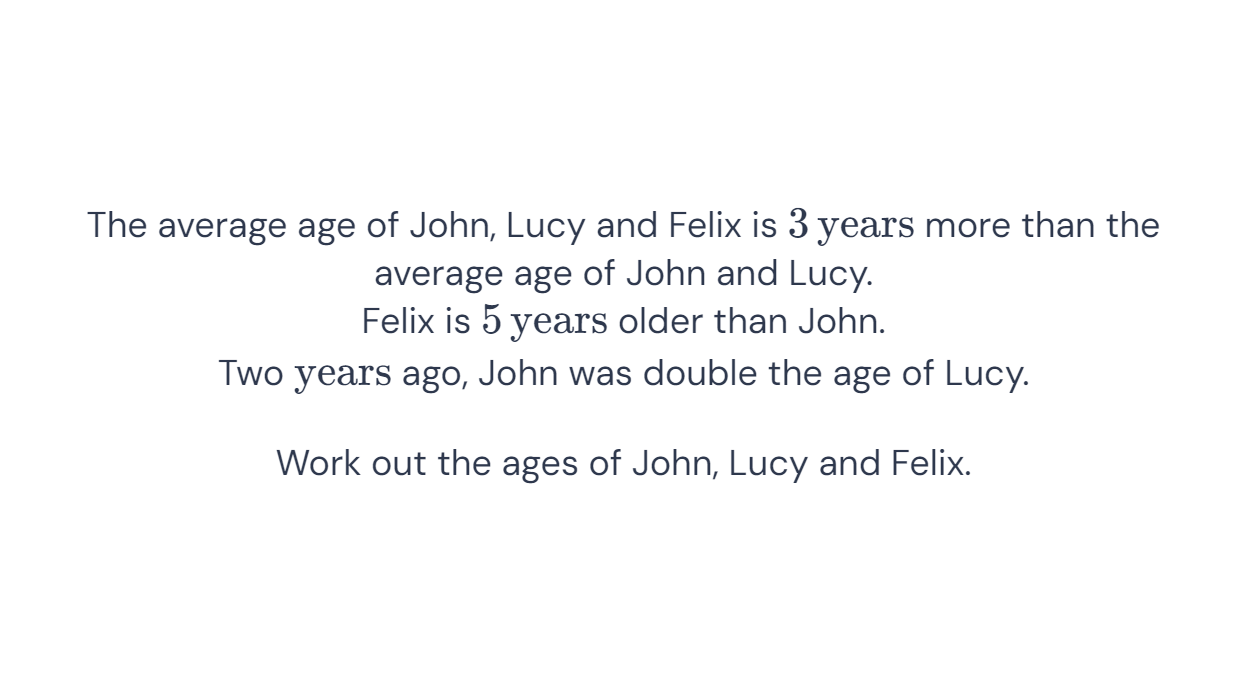 The average age of John, Lucy and Felix is 3 years more than the
average age of John and Lucy.
Felix is 5 years older than John.
Two years ago, John was double the age of Lucy.
Work out the ages of John, Lucy and Felix.